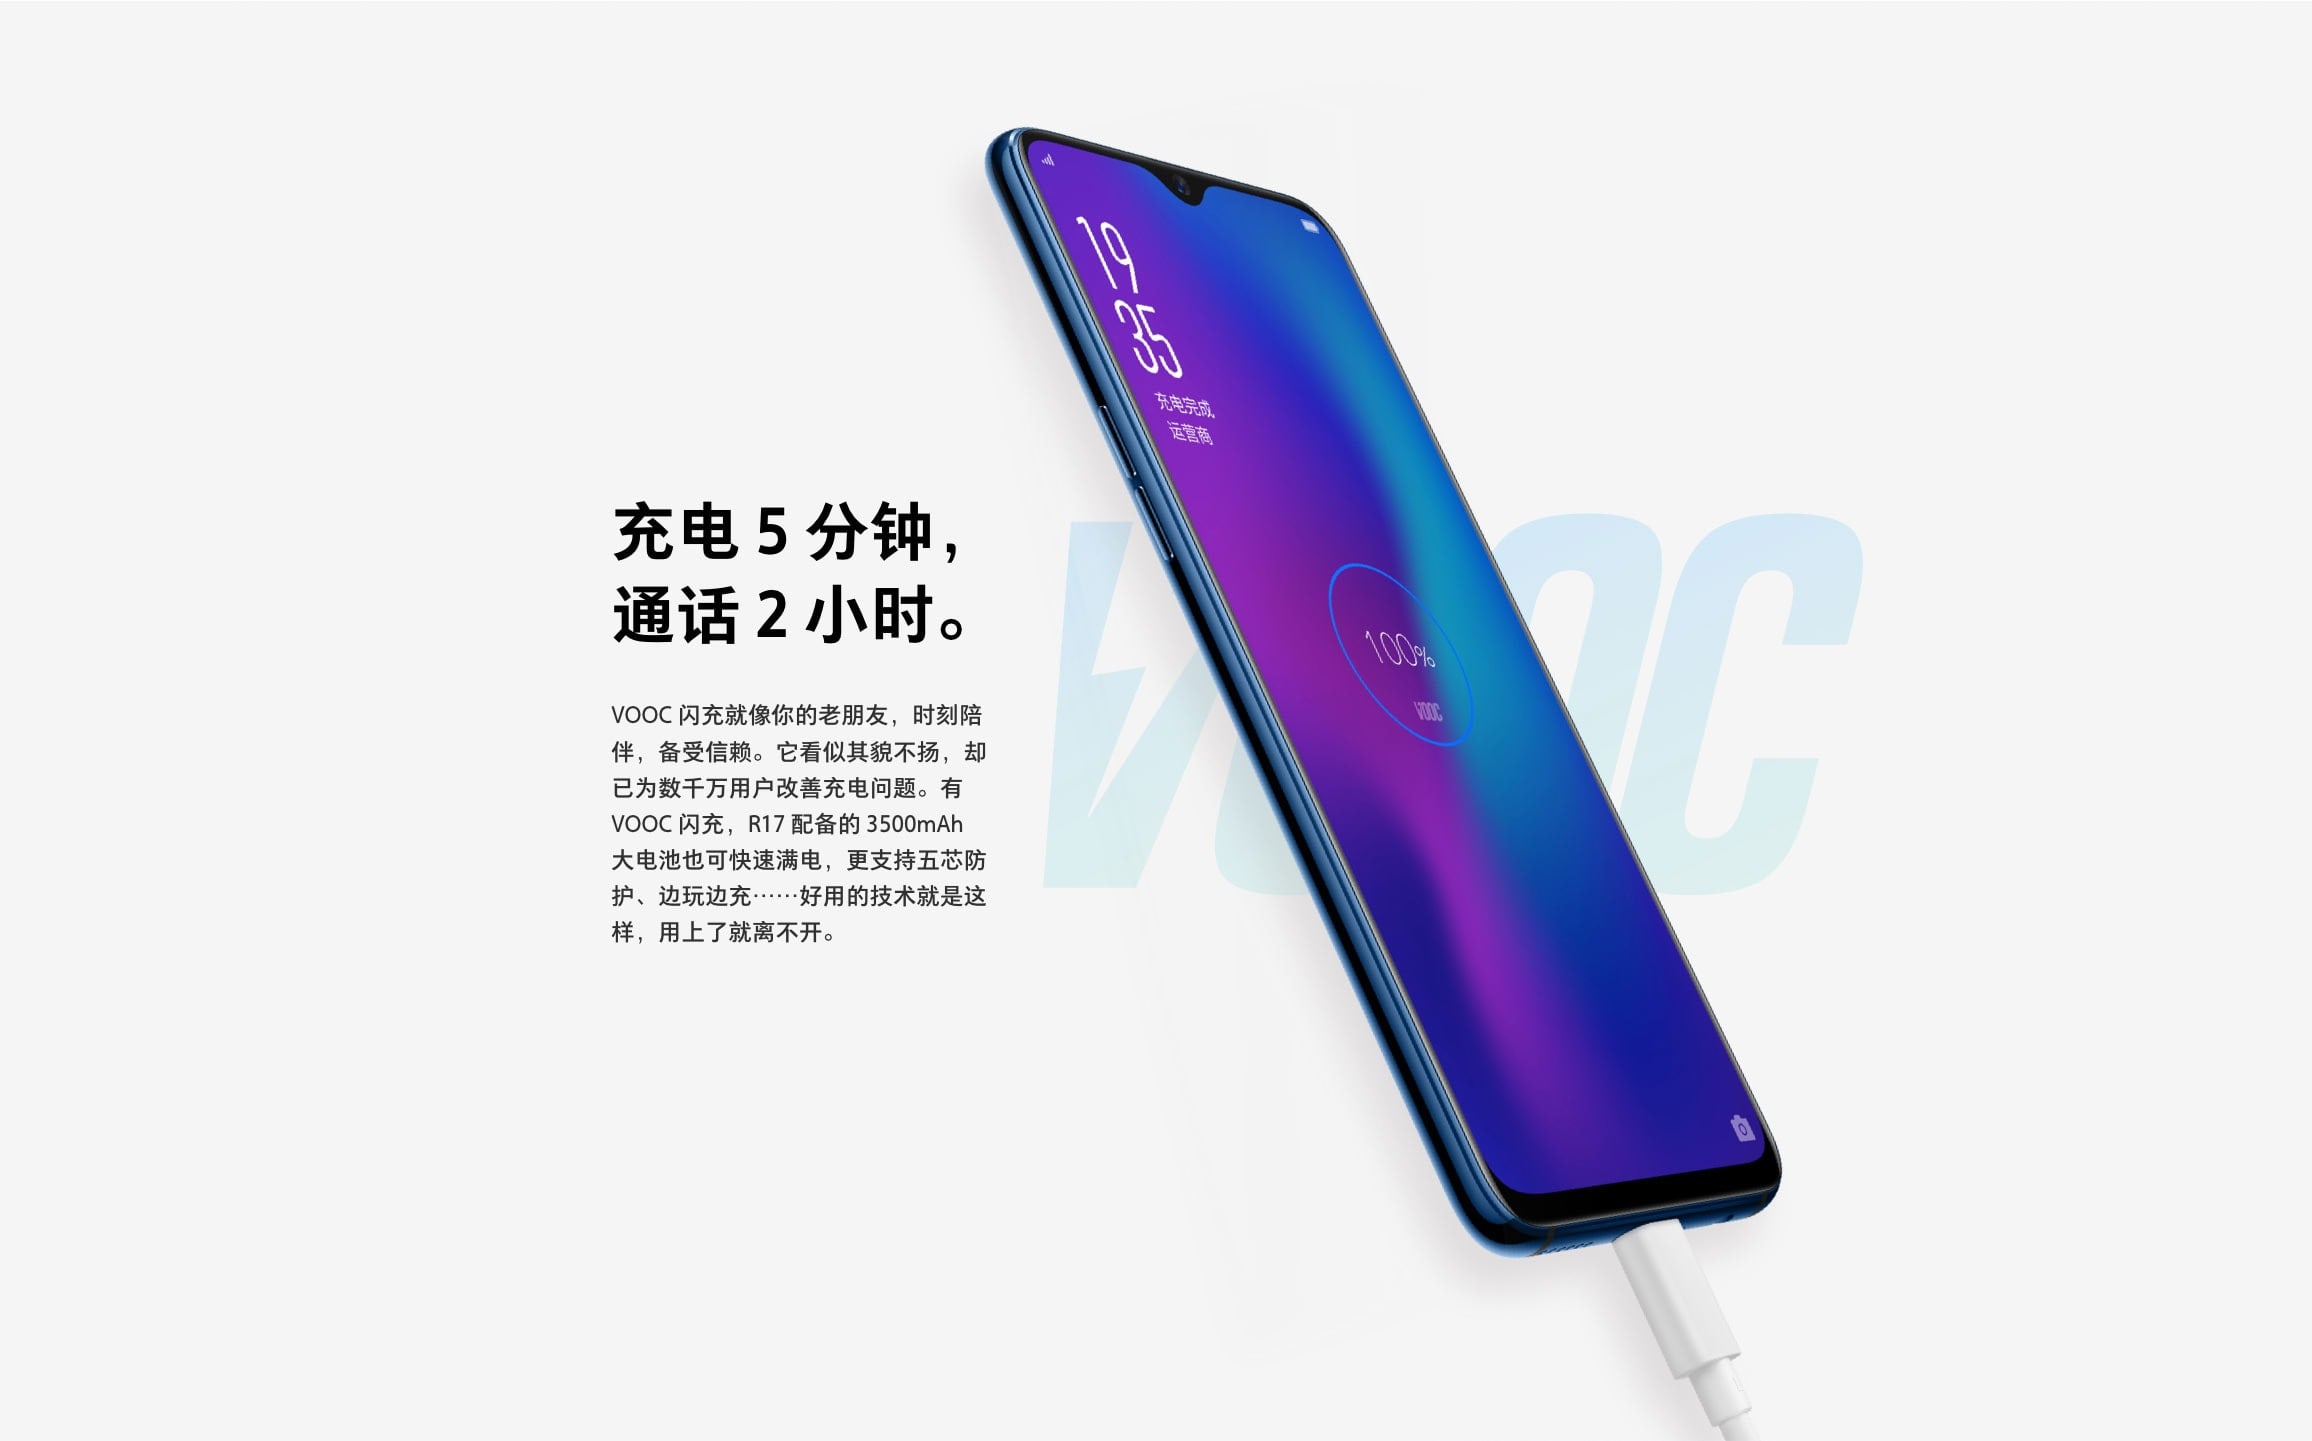 19
35
充电完成
运营商
充电 5 分钟，
通话 2 小时。
VOOC 闪充就像你的老朋友，时刻陪
伴，备受信赖。它看似其貌不扬，却
已为数千万用户改善充电问题。有
VOOC 闪充，R17 配备的 3500mAh
大电池也可快速满电，更支持五芯防
护、边玩边充……好用的技术就是这
样，用上了就离不开。
100%
VOOC
VOOC